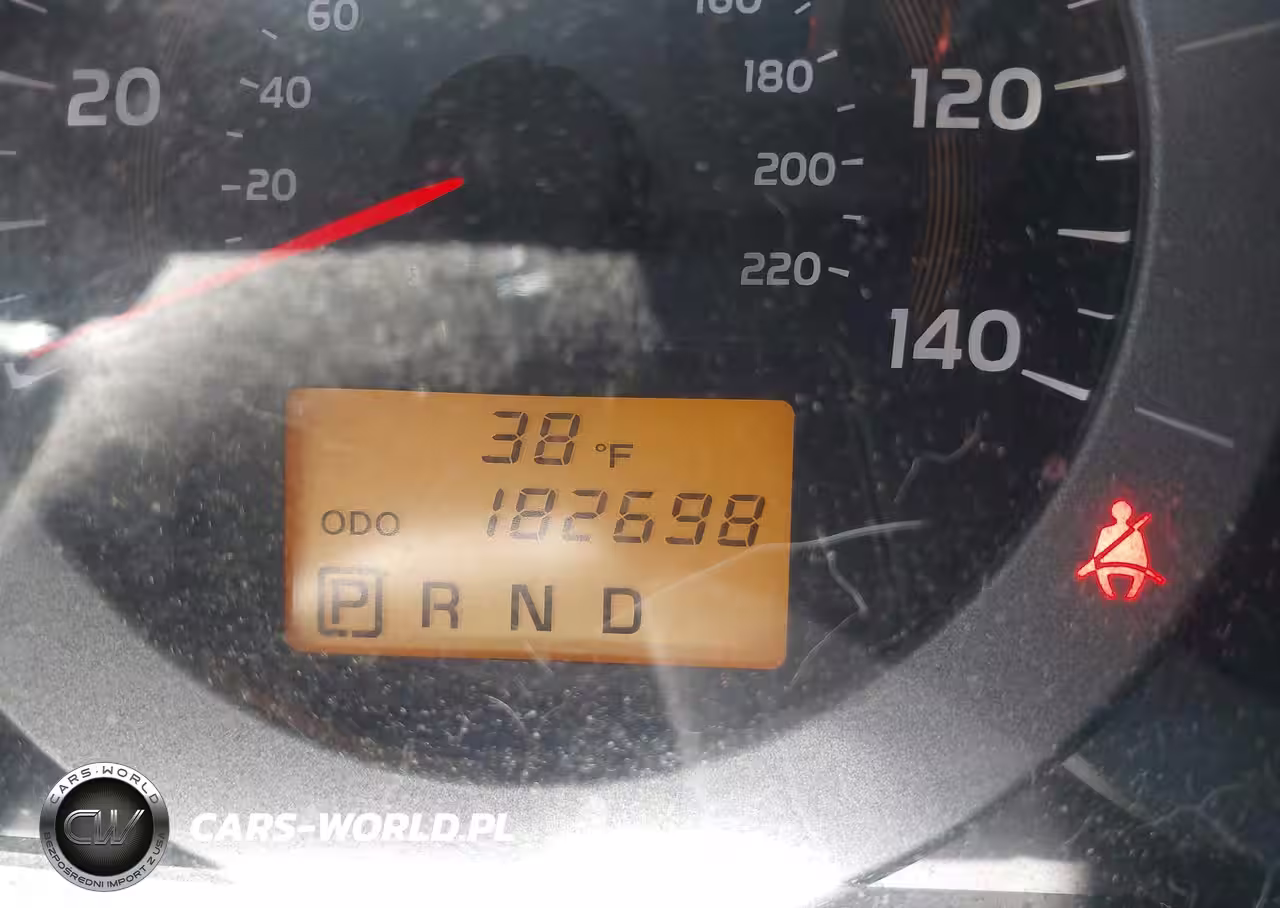 60
160
20
40
180
120
20
200
220
140
38 °F
ODO 182698
P R N D
CARS-WORLD
CW
BEZPOŚREDNI IMPORT Z USA
CARS-WORLD.PL